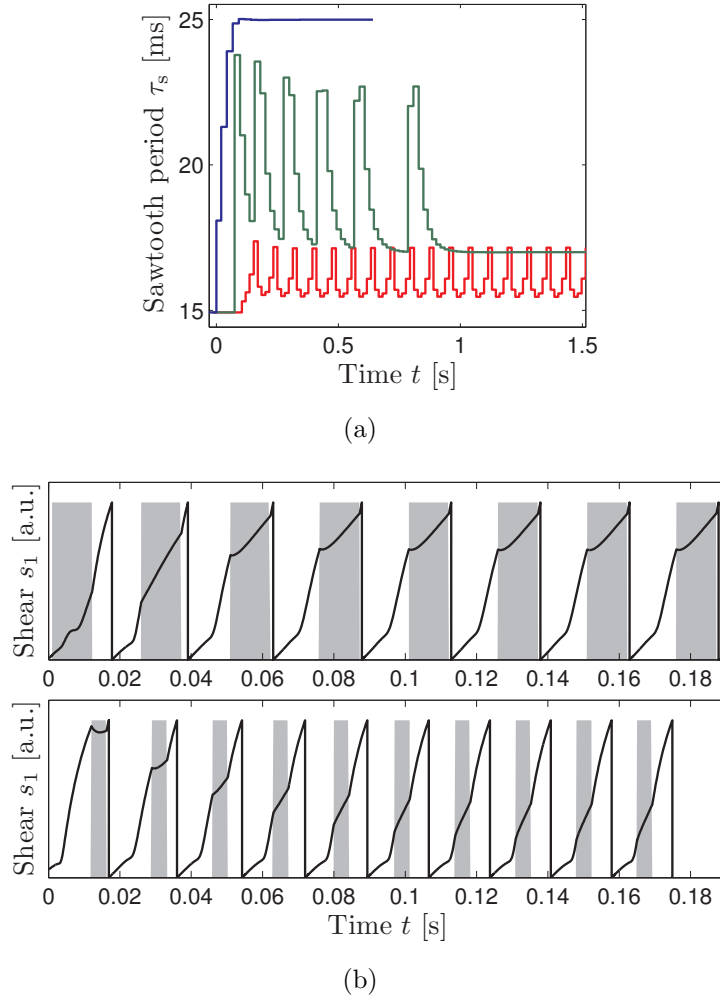 Sawtooth period τs [ms]
25
20
15
0 0.5 1 1.5
Time t [s]
(a)
Shear s1 [a.u.]
0 0.02 0.04 0.06 0.08 0.1 0.12 0.14 0.16 0.18
Shear s1 [a.u.]
0 0.02 0.04 0.06 0.08 0.1 0.12 0.14 0.16 0.18
Time t [s]
(b)